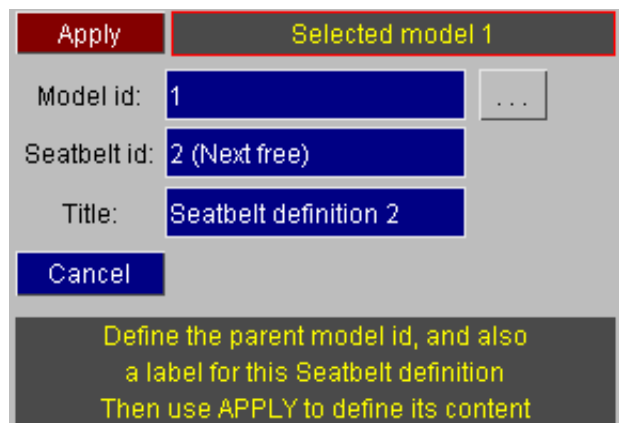 Apply Selected model 1
Model id: 1 ...
Seatbelt id: 2 (Next free)
Title: Seatbelt definition 2
Cancel
Define the parent model id, and also
a label for this Seatbelt definition
Then use APPLY to define its content